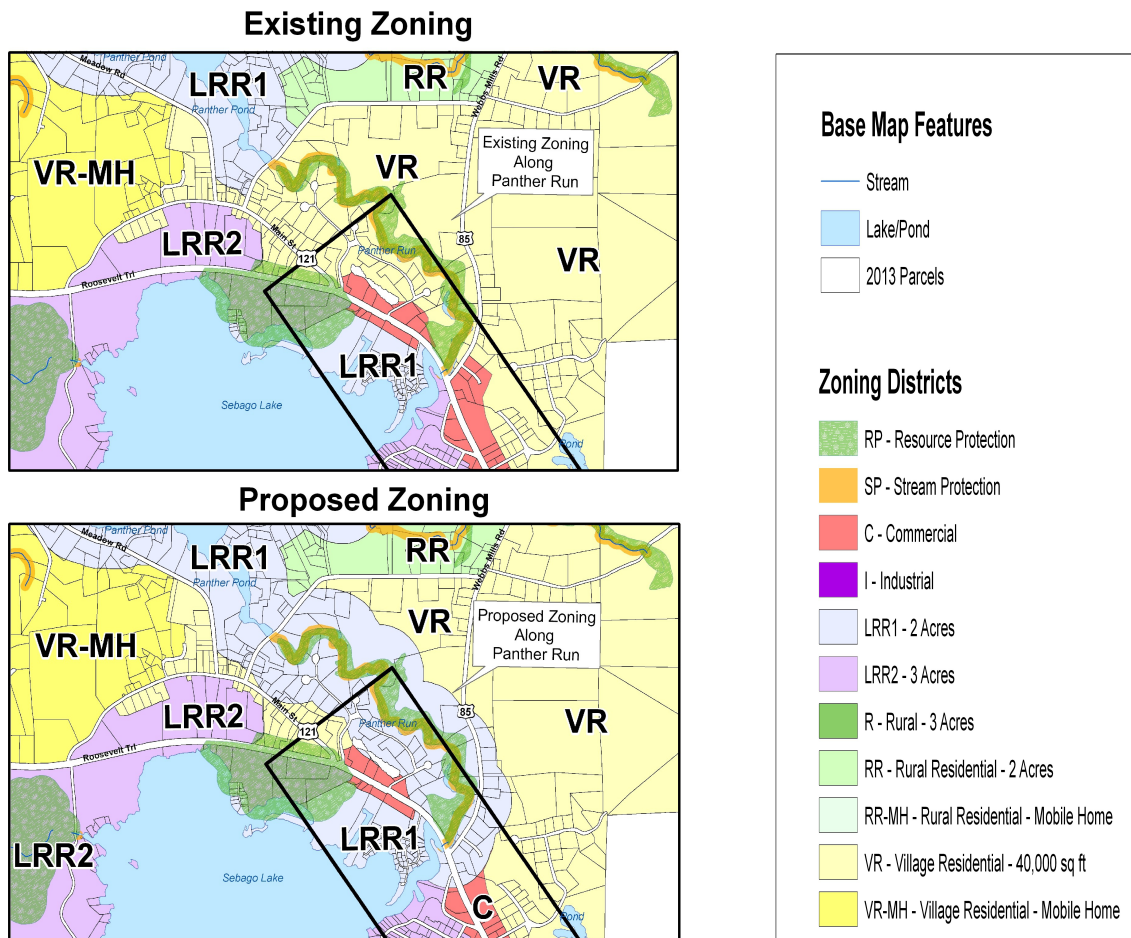 Existing Zoning
Panther Pond
Meadow Rd
LRR1
RR
VR
Webbs Mills Rd
Panther Pond
Existing Zoning
Along
Panther Run
VR-MH
VR
LRR2
Main St
121
Panther Run
85
VR
Roosevelt Trl
LRR1
Sebago Lake
Pond
Proposed Zoning
Panther Pond
Meadow Rd
LRR1
RR
Webbs Mills Rd
Panther Pond
VR
Proposed Zoning
Along
Panther Run
VR-MH
LRR2
Main St
121
Panther Run
85
VR
Roosevelt Trl
LRR1
LRR2
Sebago Lake
C
Pond
Base Map Features
Stream
Lake/Pond
2013 Parcels
Zoning Districts
RP - Resource Protection
SP - Stream Protection
C - Commercial
I - Industrial
LRR1 - 2 Acres
LRR2 - 3 Acres
R - Rural - 3 Acres
RR - Rural Residential - 2 Acres
RR-MH - Rural Residential - Mobile Home
VR - Village Residential - 40,000 sq ft
VR-MH - Village Residential - Mobile Home